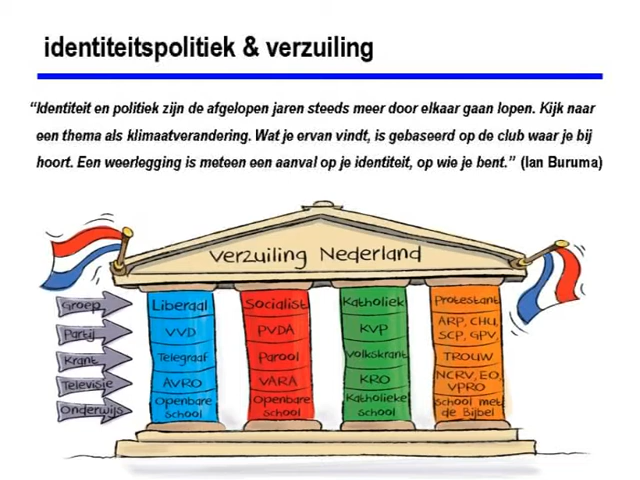 identiteitspolitiek & verzuiling
“Identiteit en politiek zijn de afgelopen jaren steeds meer door elkaar gaan lopen. Kijk naar
een thema als klimaatverandering. Wat je ervan vindt, is gebaseerd op de club waar je bij
hoort. Een weerlegging is meteen een aanval op je identiteit, op wie je bent.” (Ian Buruma)
Verzuiling Nederland
Groep Liberaal Socialist Katholiek Protestant
Partij VVD PVDA KVP ARP, CHU,
SCP, GPV
Krant Telegraaf Parool Volkskrant TROUW
Televisie AVRO VARA KRO NCRV, EO,
VPRO
Onderwijs Openbare Openbare Katholieke School met
School school school de Bijbel